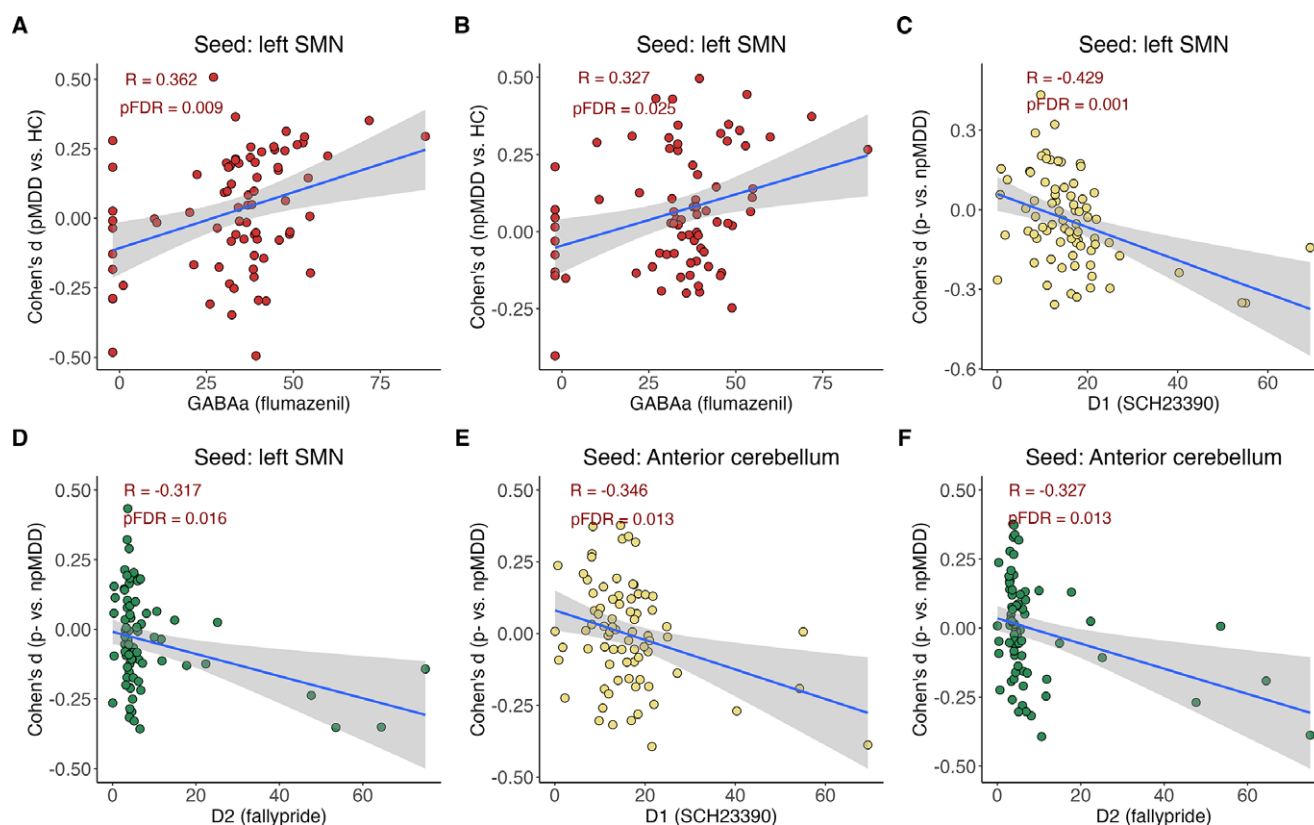 A
Seed: left SMN
R = 0.362
pFDR = 0.009
0.50
0.25
0.00
-0.25
-0.50
Cohen's d (pMDD vs. HC)
0
25
50
75
GABAa (flumazenil)
B
Seed: left SMN
R = 0.327
pFDR = 0.025
0.50
0.25
0.00
-0.25
Cohen's d (npMDD vs. HC)
0
25
50
75
GABAa (flumazenil)
C
Seed: left SMN
R = -0.429
pFDR = 0.001
0.3
0.0
-0.3
-0.6
Cohen's d (p- vs. npMDD)
0
20
40
60
D1 (SCH23390)
D
Seed: left SMN
R = -0.317
pFDR = 0.016
0.50
0.25
0.00
-0.25
-0.50
Cohen's d (p- vs. npMDD)
0
20
40
60
D2 (fallypride)
E
Seed: Anterior cerebellum
R = -0.346
pFDR = 0.013
0.50
0.25
0.00
-0.25
-0.50
Cohen's d (p- vs. npMDD)
0
20
40
60
D1 (SCH23390)
F
Seed: Anterior cerebellum
R = -0.327
pFDR = 0.013
0.50
0.25
0.00
-0.25
-0.50
Cohen's d (p- vs. npMDD)
0
20
40
60
D2 (fallypride)